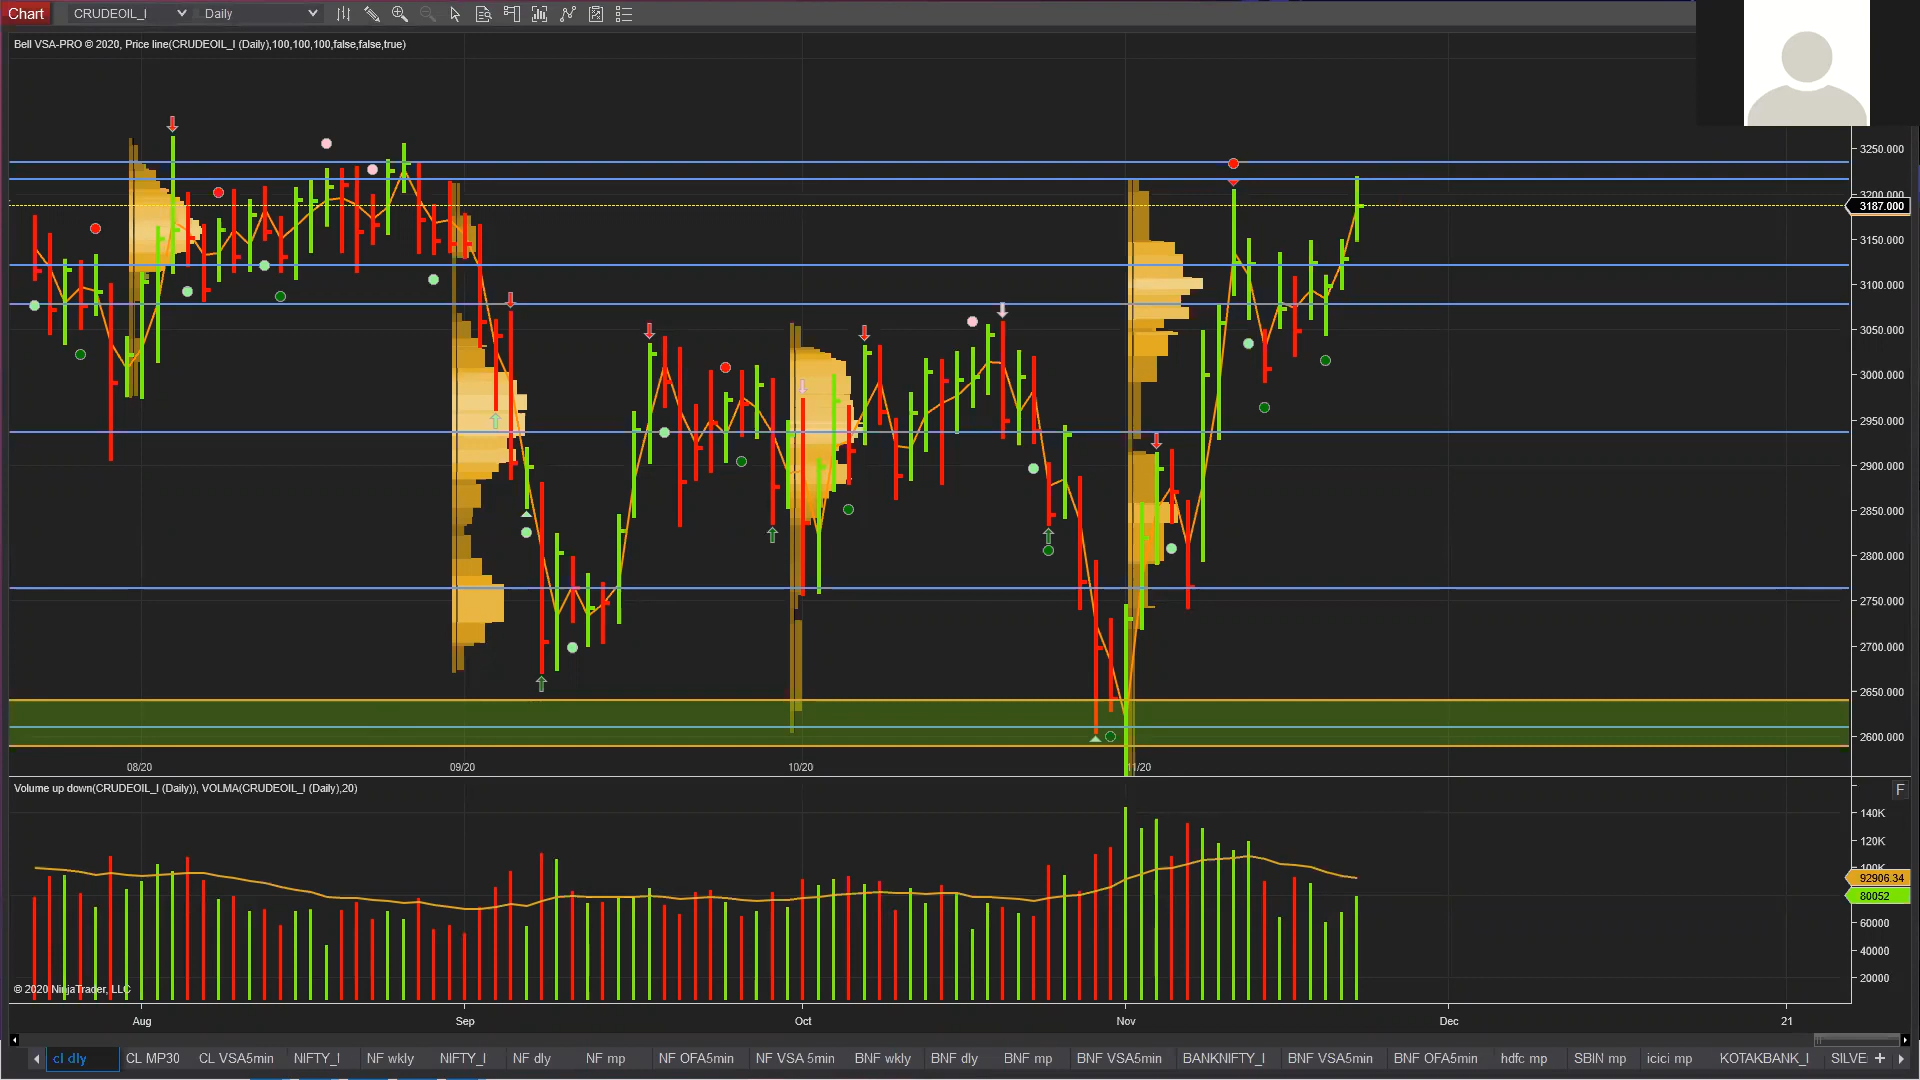 Chart CRUDEOIL_I Daily
Bell VSA-PRO © 2020, Price line(CRUDEOIL_I (Daily),100,100,100,false,false,true)
3250.000
3200.000
3187.000
3150.000
3100.000
3050.000
3000.000
2950.000
2900.000
2850.000
2800.000
2750.000
2700.000
2650.000
2600.000
08/20 09/20 10/20 11/20
Volume up down(CRUDEOIL_I (Daily)), VOLMA(CRUDEOIL_I (Daily),20)
F
140K
120K
100K
92906.34
80052
60000
40000
20000
© 2020 NinjaTrader, LLC
Aug Sep Oct Nov Dec 21
cl dly CL MP30 CL VSA5min NIFTY_I NF wkly NIFTY_I NF dly NF mp NF OFA5min NF VSA 5min BNF wkly BNF dly BNF mp BNF VSA5min BANKNIFTY_I BNF VSA5min BNF OFA5min hdfc mp SBIN mp icici mp KOTAKBANK_I SILVE